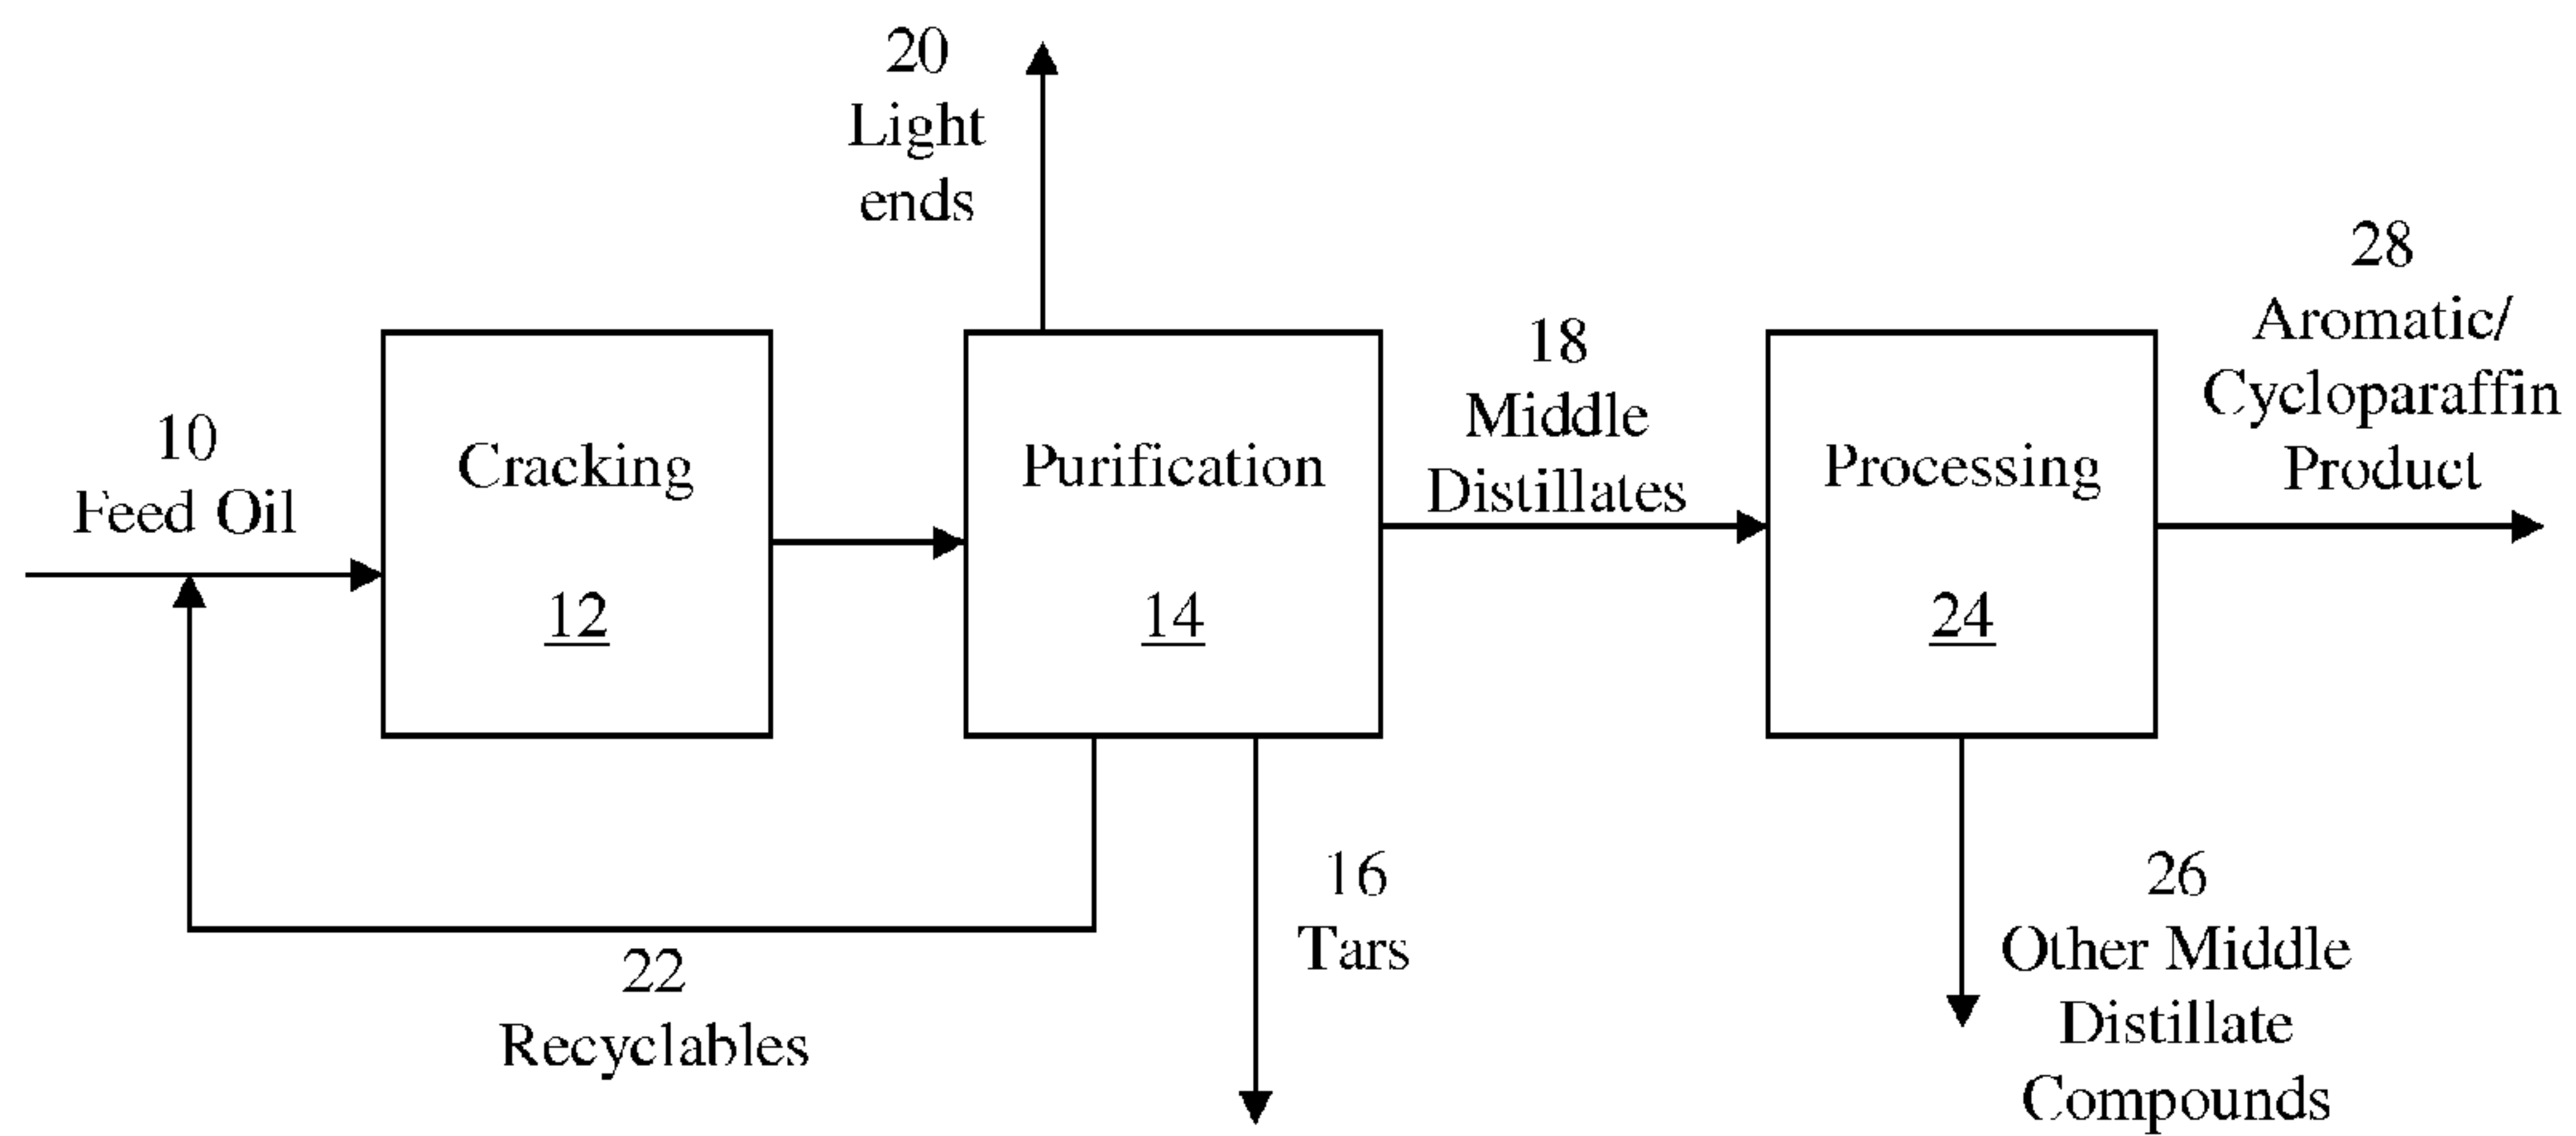 20
Light
ends
10
Feed Oil
Cracking
12
Purification
14
18
Middle
Distillates
Processing
24
28
Aromatic/
Cycloparaffin
Product
22
Recyclables
16
Tars
26
Other Middle
Distillate
Compounds